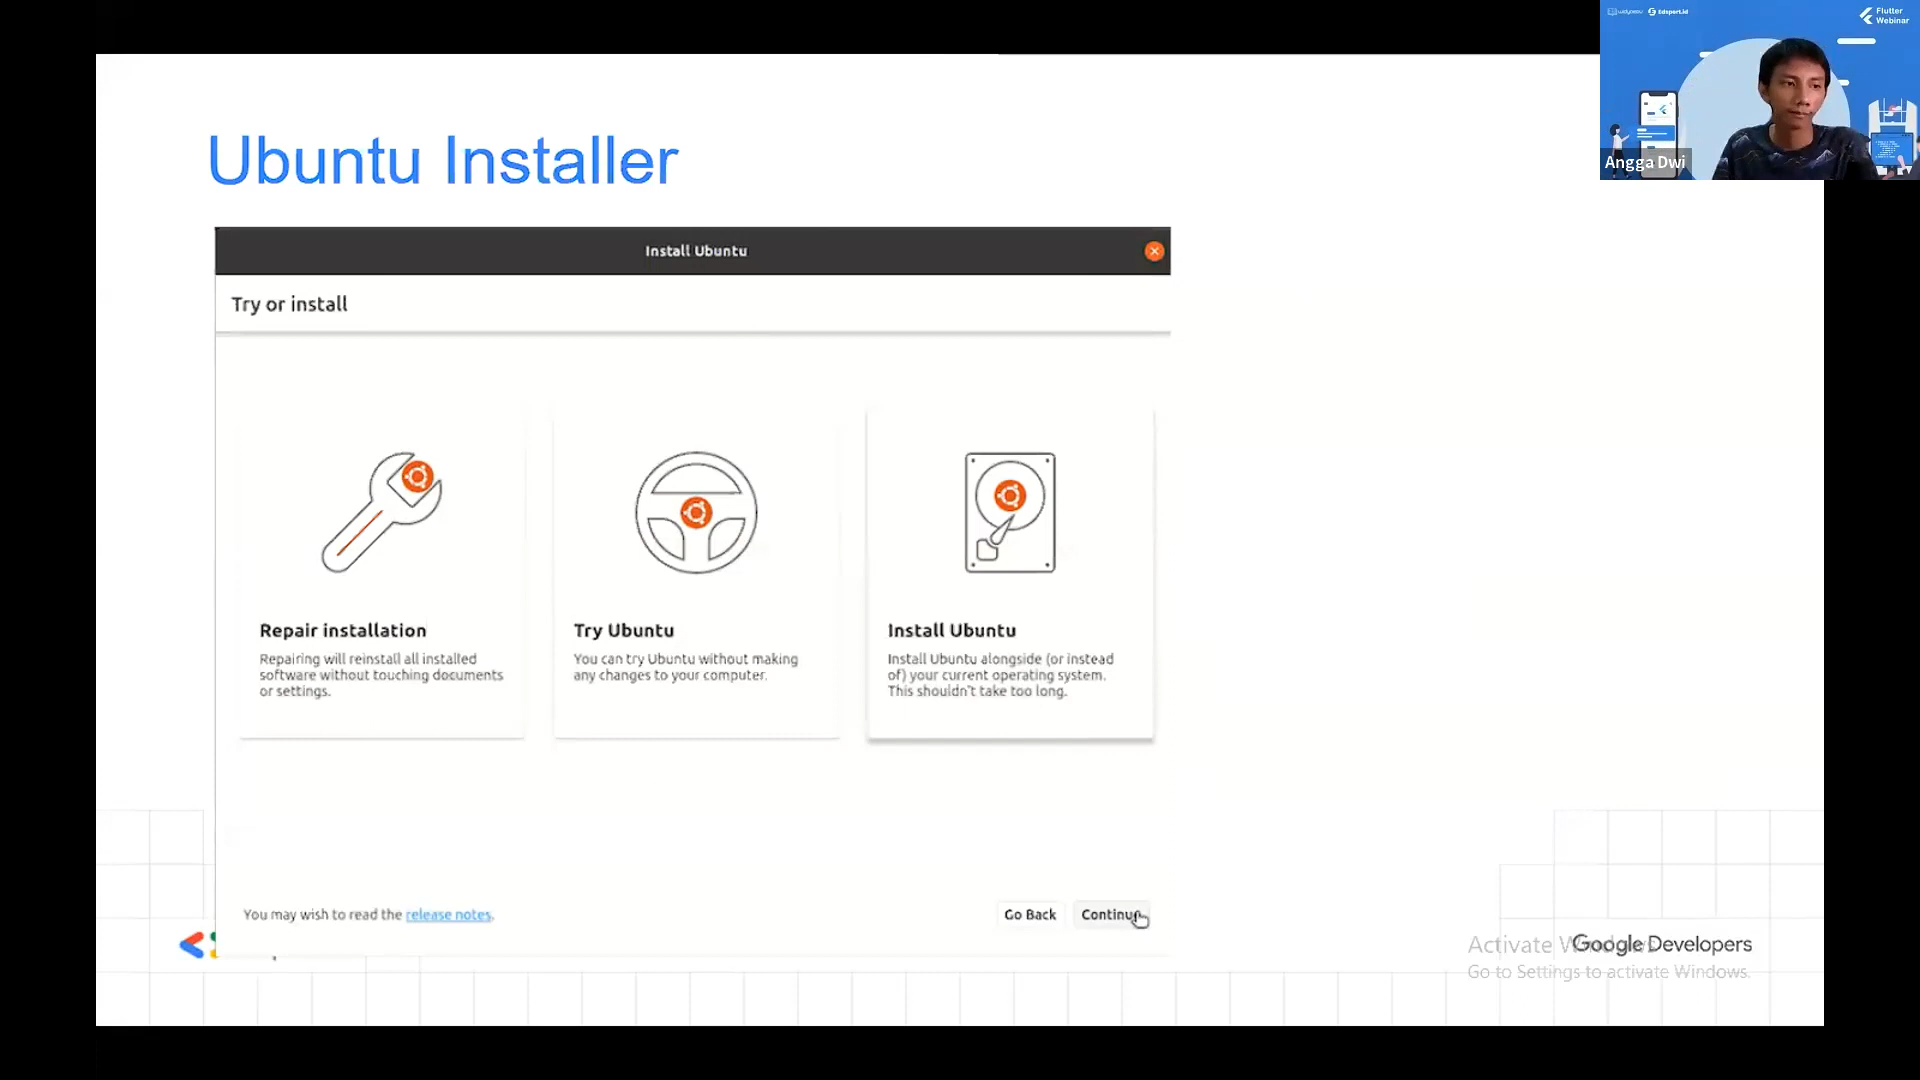 Edsport.id
Flutter
Webinar
Angga Dwi
Ubuntu Installer
Install Ubuntu
Try or install
Repair installation
Repairing will reinstall all installed
software without touching documents
or settings.
Try Ubuntu
You can try Ubuntu without making
any changes to your computer.
Install Ubuntu
Install Ubuntu alongside (or instead
of) your current operating system.
This shouldn't take too long.
You may wish to read the release notes.
Go Back
Continue
Activate Windows
Google Developers
Go to Settings to activate Windows.